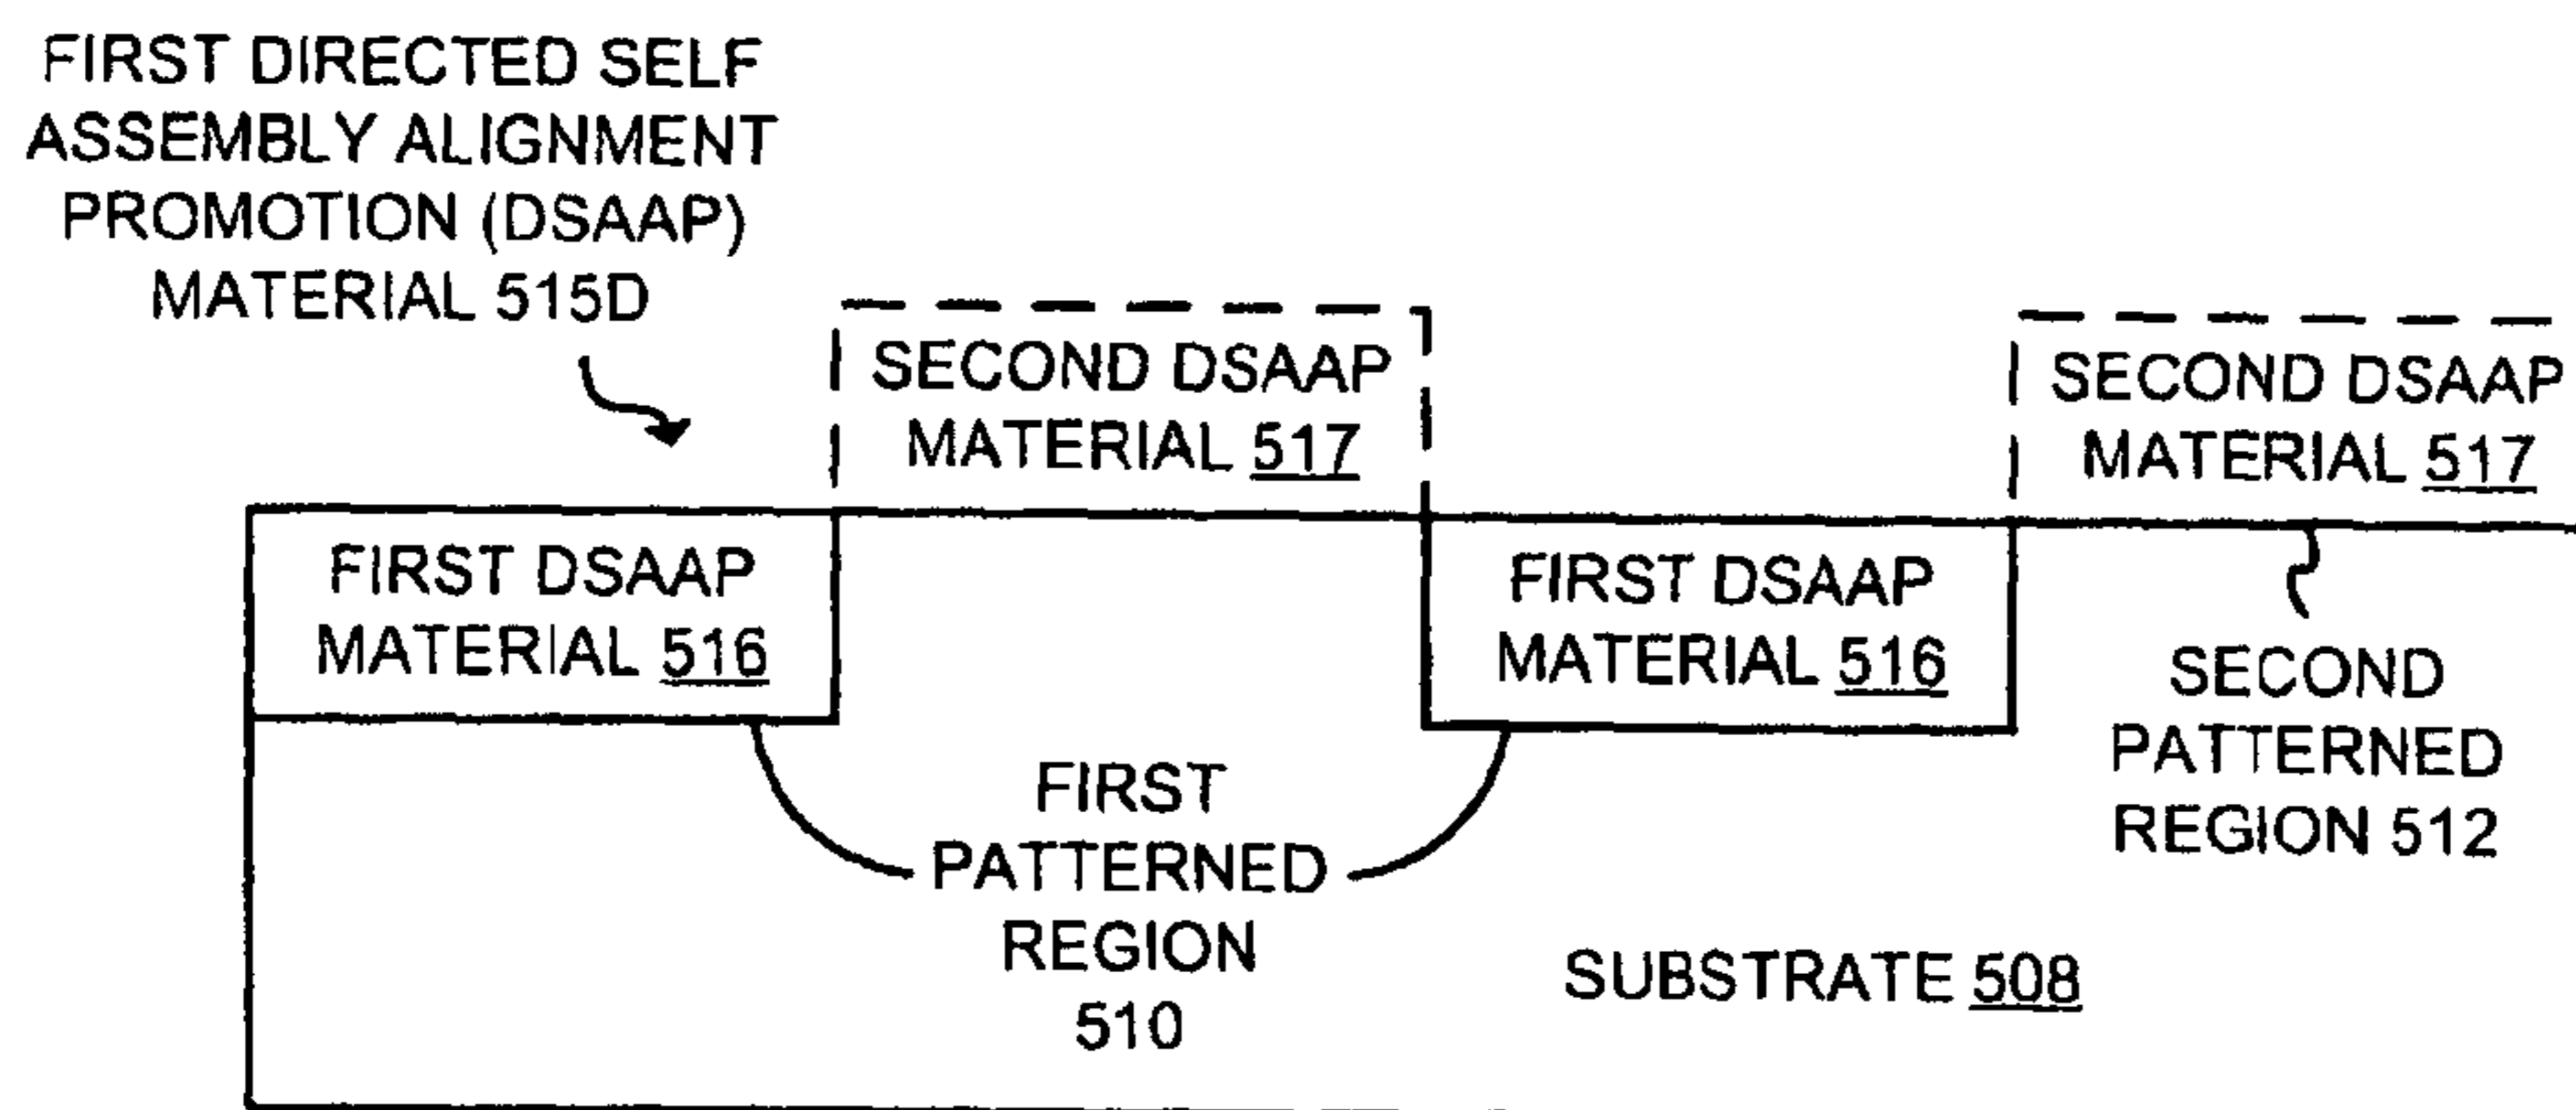 FIRST DIRECTED SELF
ASSEMBLY ALIGNMENT
PROMOTION (DSAAP)
MATERIAL 515D
SECOND DSAAP
MATERIAL 517
SECOND DSAAP
MATERIAL 517
FIRST DSAAP
MATERIAL 516
FIRST DSAAP
MATERIAL 516
FIRST
PATTERNED
REGION
510
SECOND
PATTERNED
REGION 512
SUBSTRATE 508